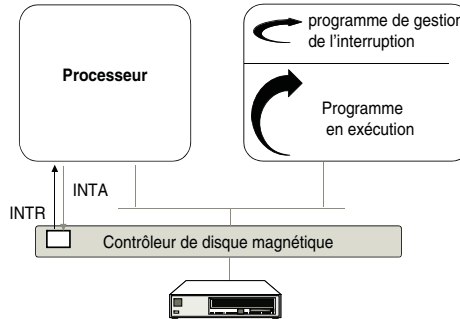 programme de gestion
de l'interruption
Processeur
Programme
en exécution
INTA
INTR
Contrôleur de disque magnétique